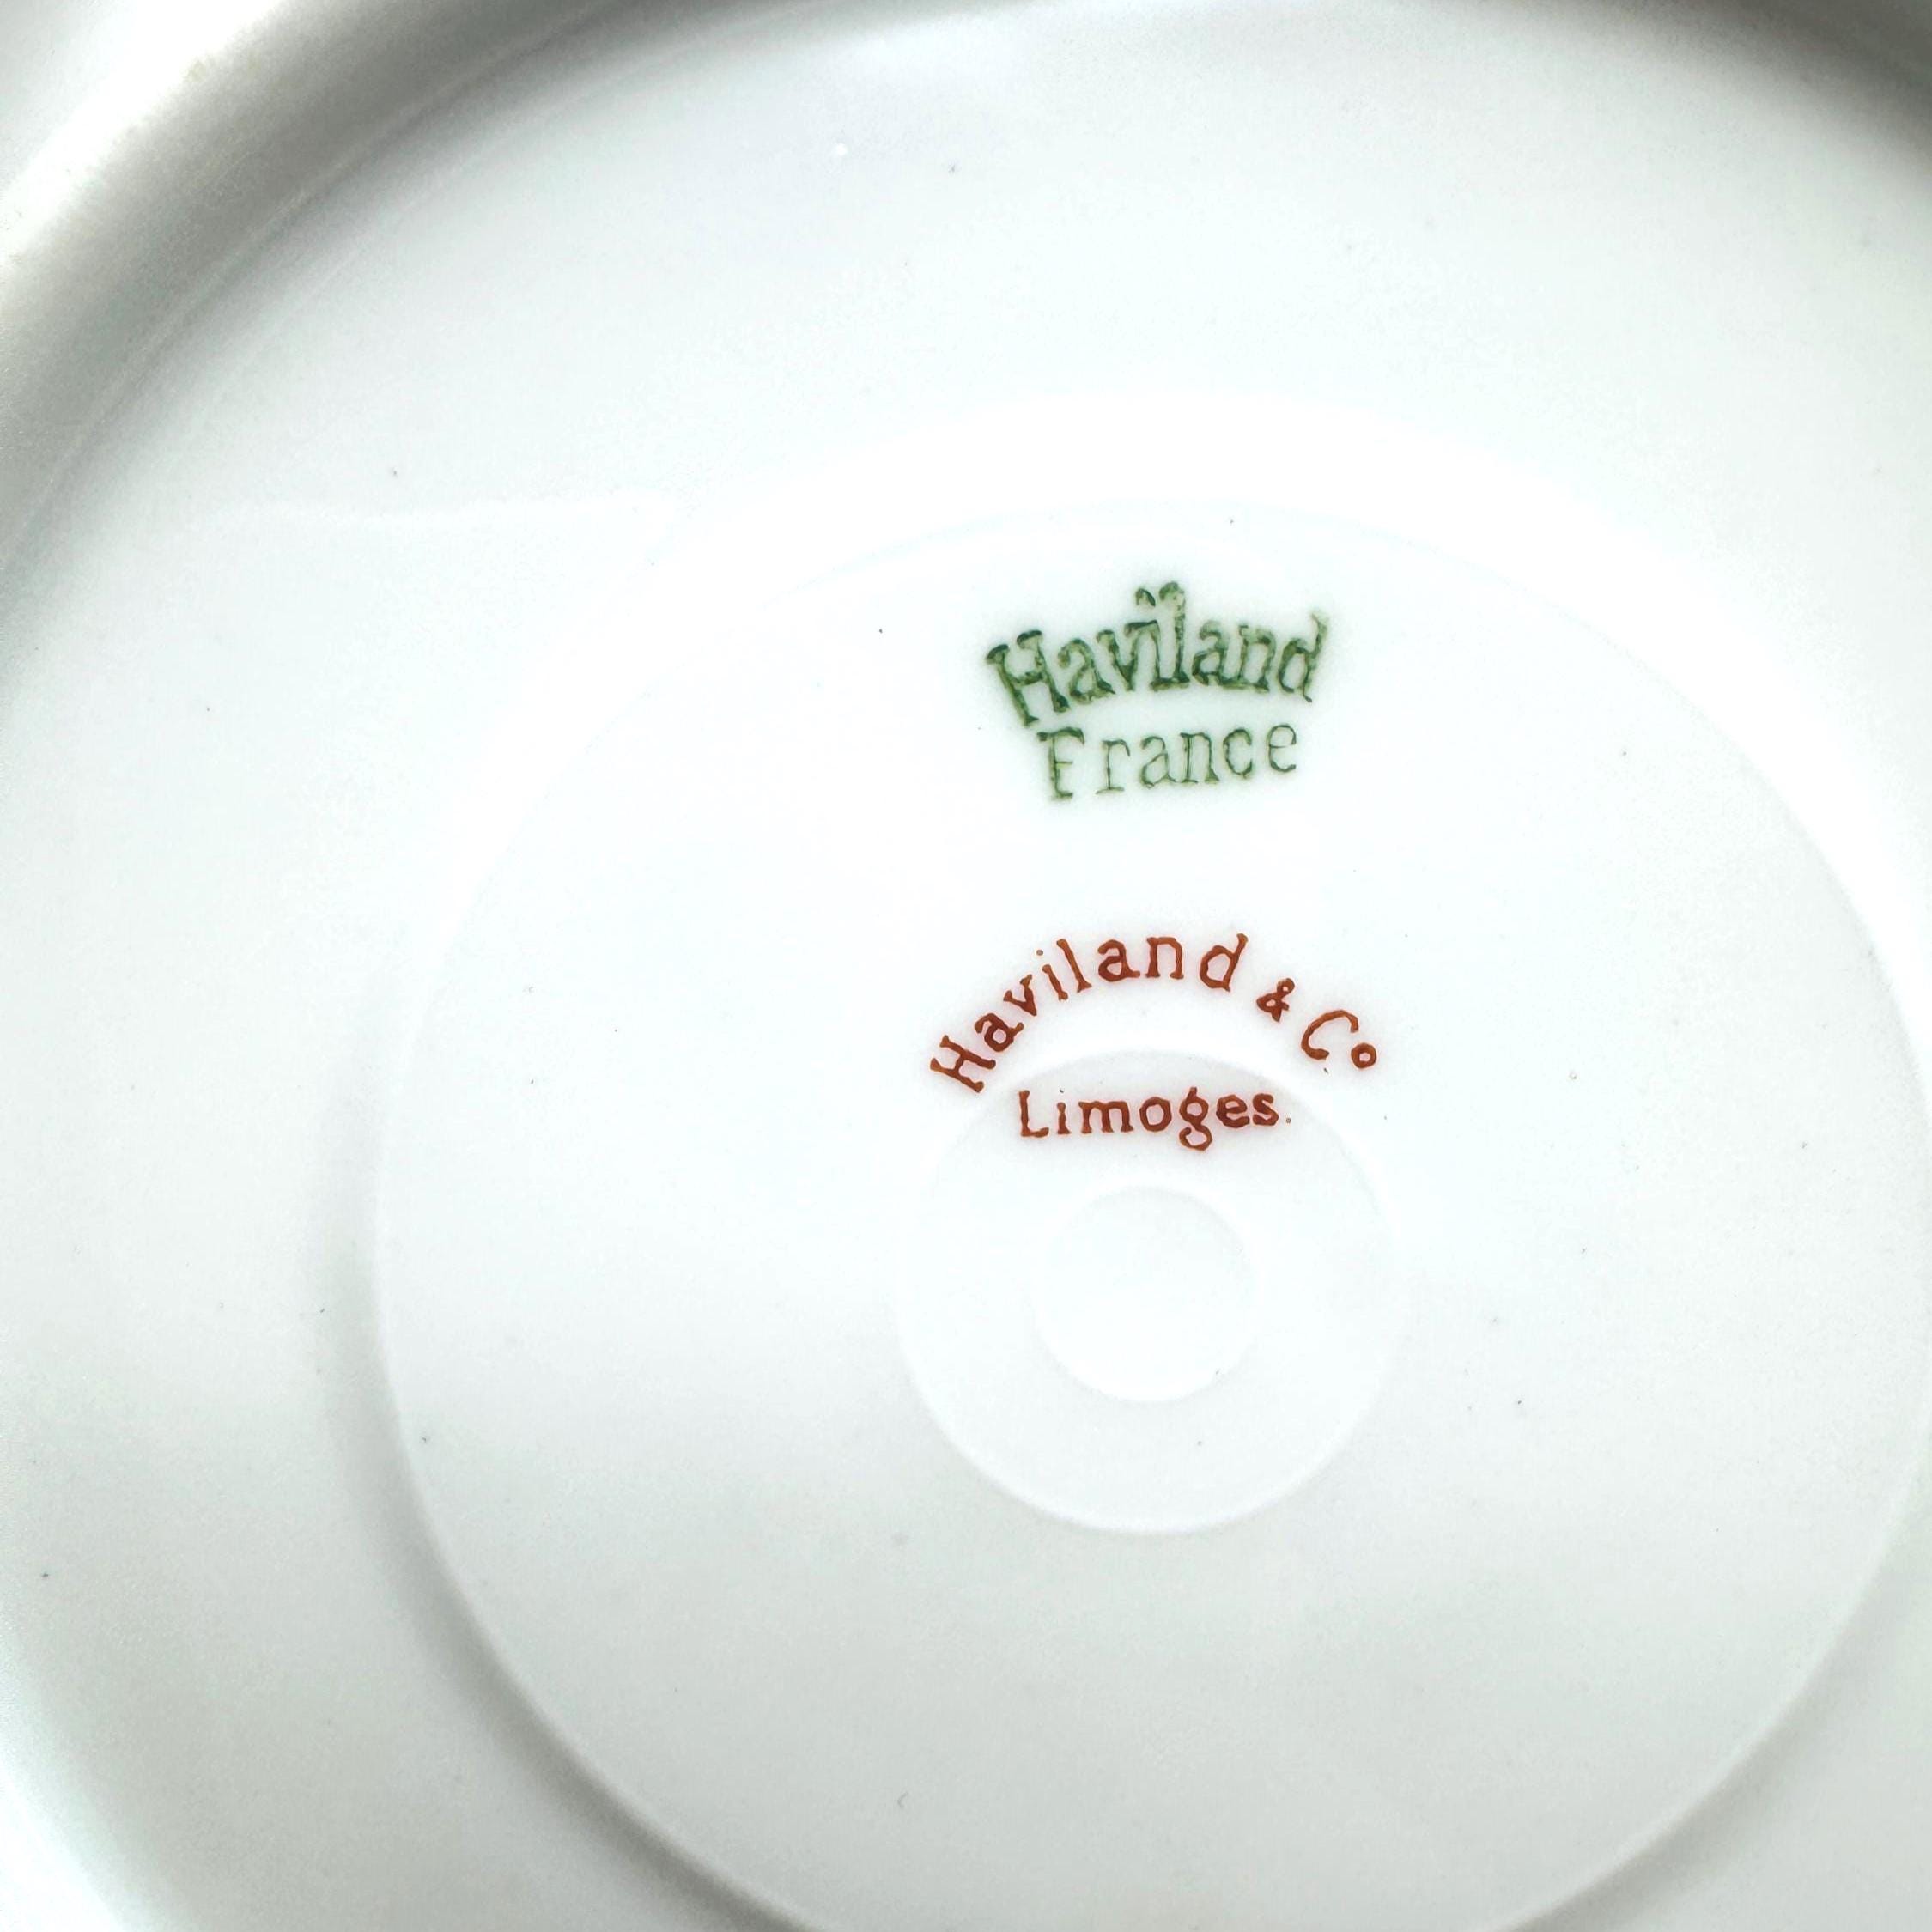 Haviland
France
Haviland & Co
Limoges.